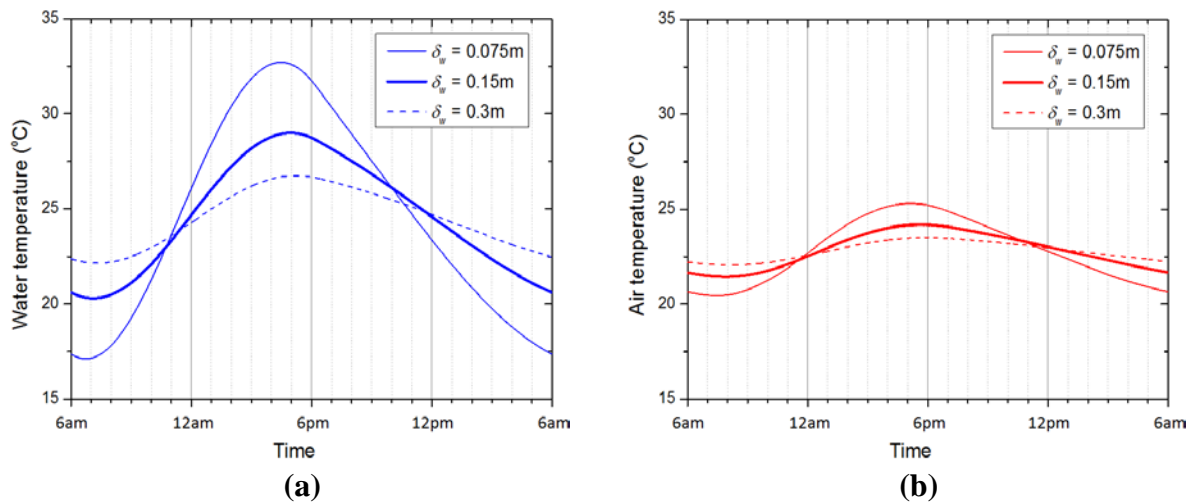 35
30
25
20
15
Water temperature (°C)
δw = 0.075m
δw = 0.15m
δw = 0.3m
6am 12am 6pm 12pm 6am
Time
(a)
35
30
25
20
15
Air temperature (°C)
δw = 0.075m
δw = 0.15m
δw = 0.3m
6am 12am 6pm 12pm 6am
Time
(b)